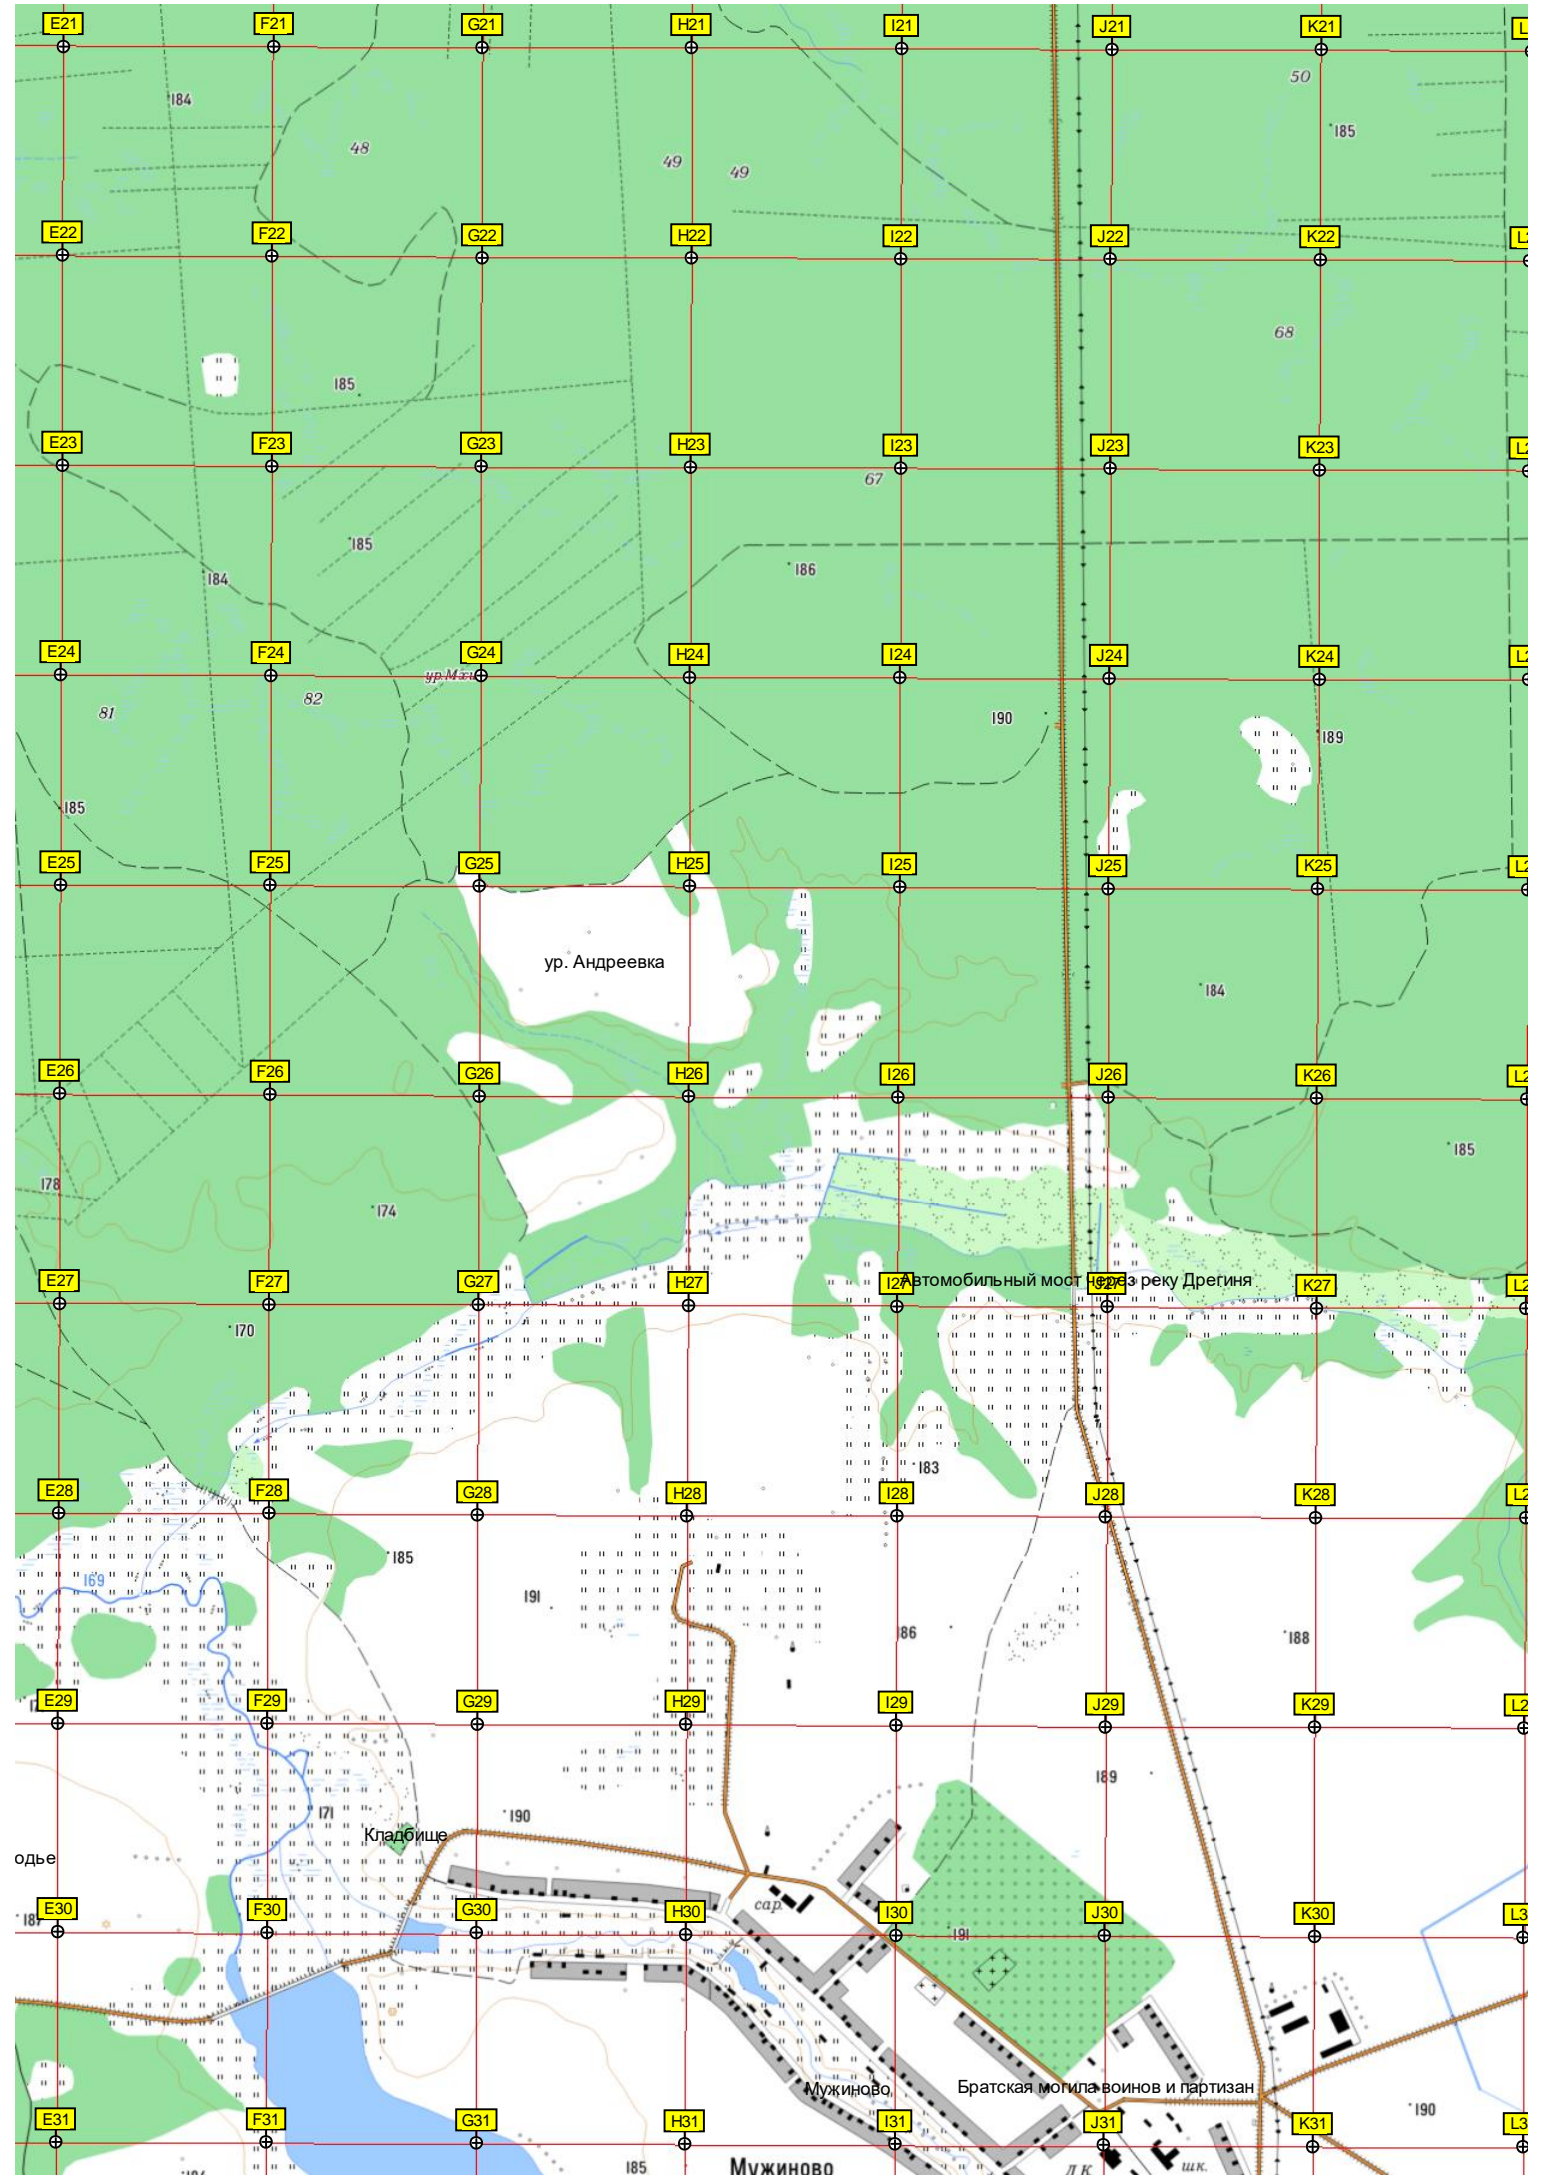 E21 F21 G21 H21 I21 J21 K21
184 50 185
48 49 49
E22 F22 G22 H22 I22 J22 K22
68
185
E23 F23 G23 H23 I23 J23 K23
67
185 186
184
E24 F24 G24 H24 I24 J24 K24
81 82 190 189
185
E25 F25 G25 H25 I25 J25 K25
ур. Андреевка
184
E26 F26 G26 H26 I26 J26 K26
185
178
174
E27 F27 G27 H27 I27 Автомобильный мост через реку Дрегиня J27 K27
170
183
E28 F28 G28 H28 I28 J28 K28
185
169 191
186 188
E29 F29 G29 H29 I29 J29 K29
189
171 190
Кладбище
одье
сар.
E30 F30 G30 H30 I30 J30 K30
187 191
Мужиново Братская могила воинов и партизан
190
E31 F31 G31 H31 I31 J31 K31
185 Мужиново Д.К. шк.